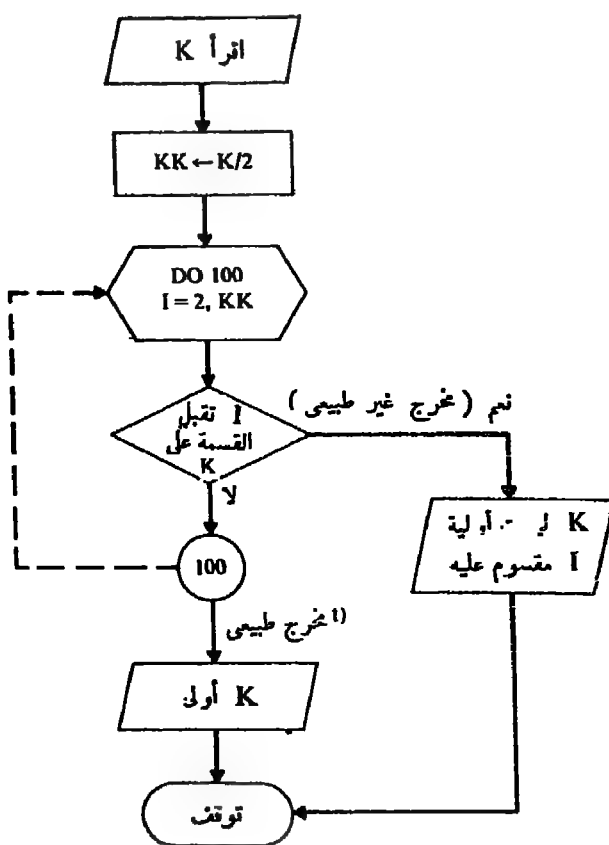 اقرأ K
KK ← K/2
DO 100
I = 2, KK
I تقبل
القسمة على
K
نعم ( مخرج غير طبيعى )
لا
K أولية
I مقسوم عليه
100
مخرج طبيعى
K أولى
توقف